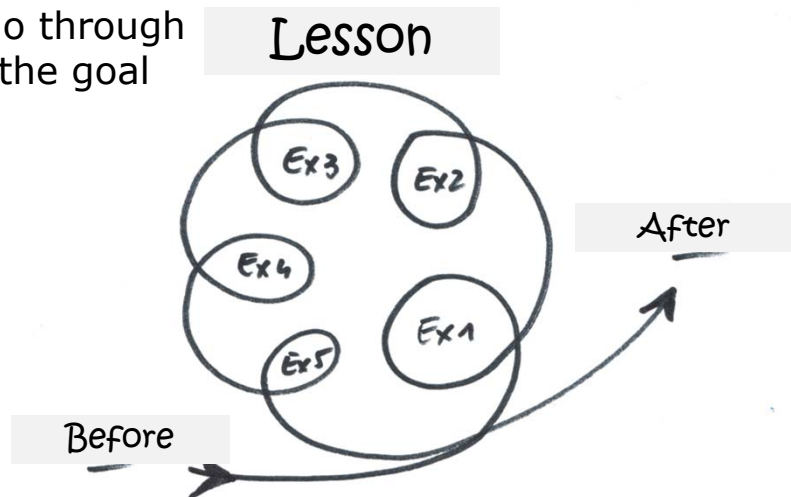 o through
the goal
Lesson
Ex3
Ex2
After
Ex4
Ex1
Ex5
Before